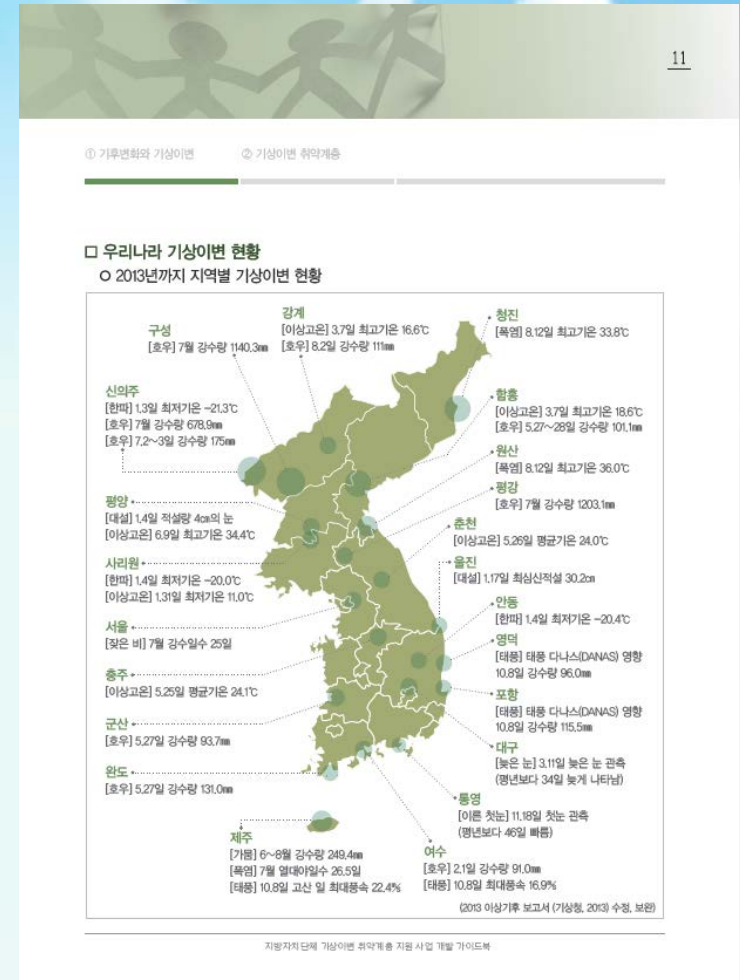 11
① 기후변화와 기상이변 ② 기상이변 취약계층
□ 우리나라 기상이변 현황
○ 2013년까지 지역별 기상이변 현황
강계
[이상고온] 3.7일 최고기온 16.6℃
[호우] 8.2일 강수량 111㎜
청진
[폭염] 8.12일 최고기온 33.8℃
구성
[호우] 7월 강수량 1140.3㎜
신의주
[한파] 1.3일 최저기온 -21.3℃
[호우] 7월 강수량 678.9㎜
[호우] 7.2~3일 강수량 175㎜
함흥
[이상고온] 3.7일 최고기온 18.6℃
[호우] 5.27~28일 강수량 101.1㎜
원산
[폭염] 8.12일 최고기온 36.0℃
평강
[호우] 7월 강수량 1203.1㎜
평양
[대설] 1.4일 적설량 4㎝의 눈
[이상고온] 6.9일 최고기온 34.4℃
춘천
[이상고온] 5.26일 평균기온 24.0℃
사리원
[한파] 1.4일 최저기온 -20.0℃
[이상고온] 1.31일 최저기온 11.0℃
울진
[대설] 1.17일 최심신적설 30.2㎝
안동
[한파] 1.4일 최저기온 -20.4℃
서울
[잦은 비] 7월 강수일수 25일
영덕
[태풍] 태풍 다나스(DANAS) 영향
10.8일 강수량 96.0㎜
충주
[이상고온] 5.25일 평균기온 24.1℃
포항
[태풍] 태풍 다나스(DANAS) 영향
10.8일 강수량 115.5㎜
군산
[호우] 5.27일 강수량 93.7㎜
대구
[늦은 눈] 3.11일 늦은 눈 관측
(평년보다 34일 늦게 나타남)
완도
[호우] 5.27일 강수량 131.0㎜
통영
[이른 첫눈] 11.18일 첫눈 관측
(평년보다 46일 빠름)
제주
[가뭄] 6~8월 강수량 249.4㎜
[폭염] 7월 열대야일수 26.5일
[태풍] 10.8일 고산 일 최대풍속 22.4%
여수
[호우] 2.1일 강수량 91.0㎜
[태풍] 10.8일 최대풍속 16.9%
(2013 이상기후 보고서 (기상청, 2013) 수정, 보완)
지방자치단체 기상이변 취약계층 지원 사업 개발 가이드북